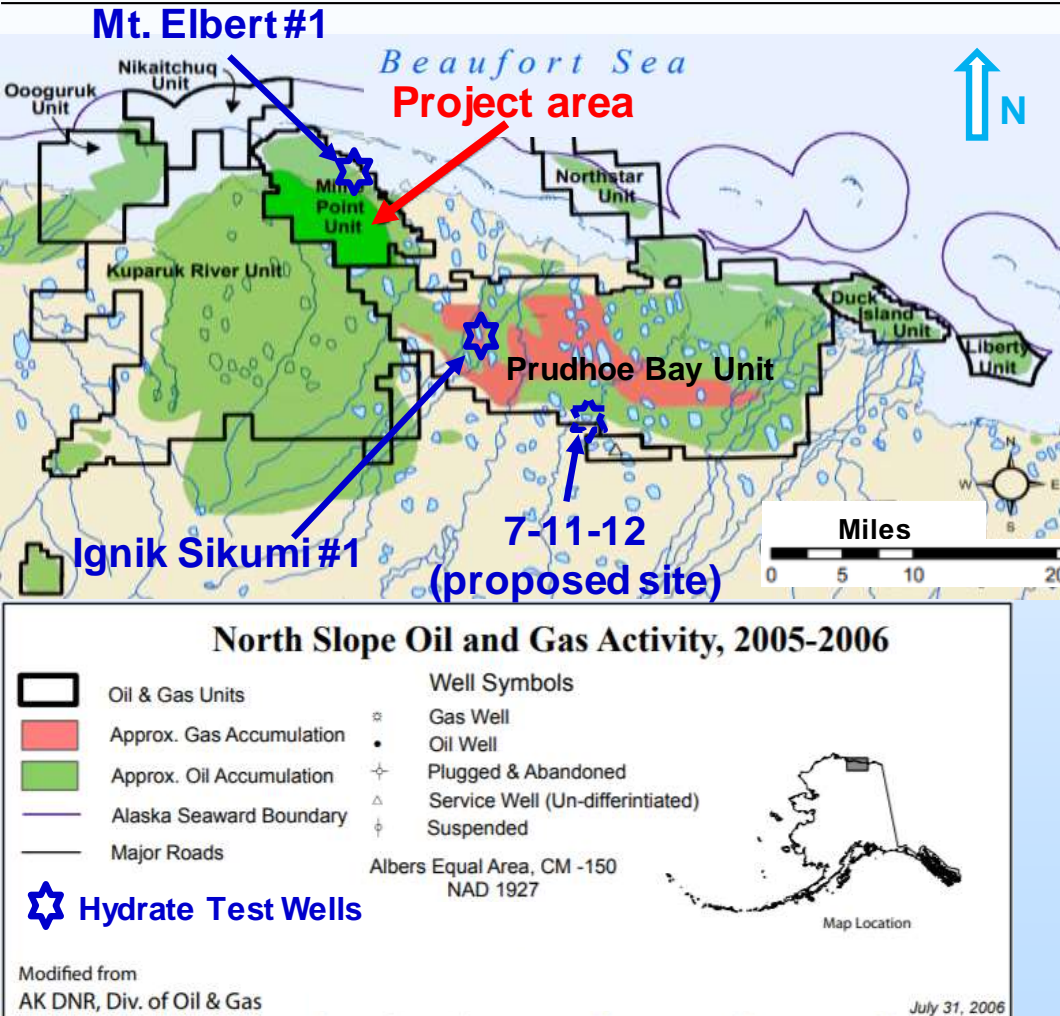 Mt. Elbert #1
Beaufort Sea
Nikaitchuq
Unit
Oooguruk
Unit
Project area
N
Northstar
Unit
Point
Unit
Kuparuk River Unit
Duck
Island
Unit
Liberty
Unit
Prudhoe Bay Unit
N
W
E
S
Ignik Sikumi #1
7-11-12
(proposed site)
Miles
0 5 10 20
North Slope Oil and Gas Activity, 2005-2006
Oil & Gas Units
Approx. Gas Accumulation
Approx. Oil Accumulation
Alaska Seaward Boundary
Major Roads
Hydrate Test Wells
Well Symbols
Gas Well
Oil Well
Plugged & Abandoned
Service Well (Un-differintiated)
Suspended
Albers Equal Area, CM -150
NAD 1927
Map Location
Modified from
AK DNR, Div. of Oil & Gas
July 31, 2006